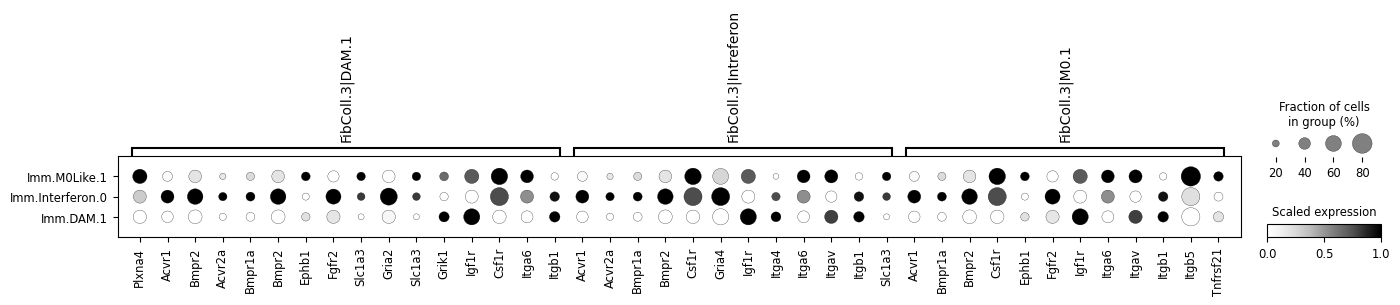 FibColl.3|DAM.1
FibColl.3|Intreferon
FibColl.3|M0.1
Imm.M0Like.1
Imm.Interferon.0
Imm.DAM.1
Plxna4 Acvr1 Bmpr2 Acvr2a Bmpr1a Bmpr2 Ephb1 Fgfr2 Slc1a3 Gria2 Slc1a3 Grik1 Igf1r Csf1r Itga6 Itgb1 Acvr1 Acvr2a Bmpr1a Bmpr2 Csf1r Gria4 Igf1r Itga4 Itga6 Itgav Itgb1 Slc1a3 Acvr1 Bmpr1a Bmpr2 Csf1r Ephb1 Fgfr2 Igf1r Itga6 Itgav Itgb1 Itgb5 Tnfrsf21
Fraction of cells
in group (%)
20 40 60 80
Scaled expression
0.0 0.5 1.0